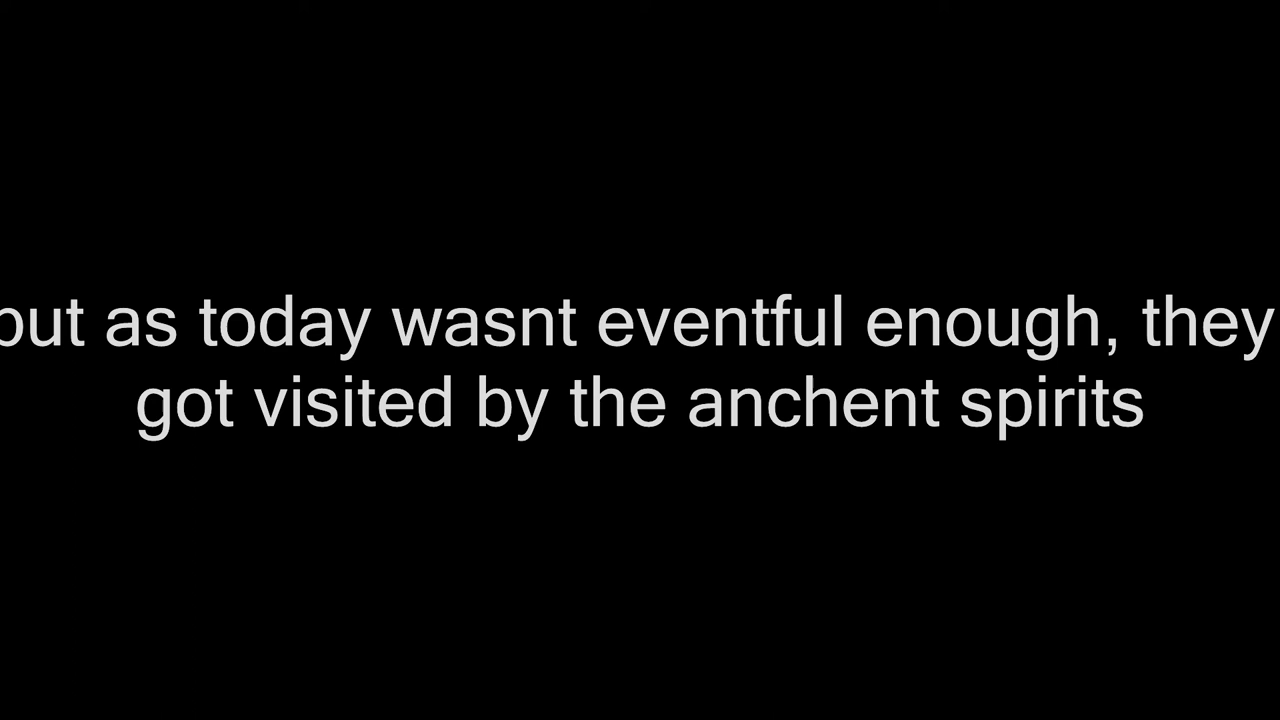 but as today wasnt eventful enough, they
got visited by the anchent spirits